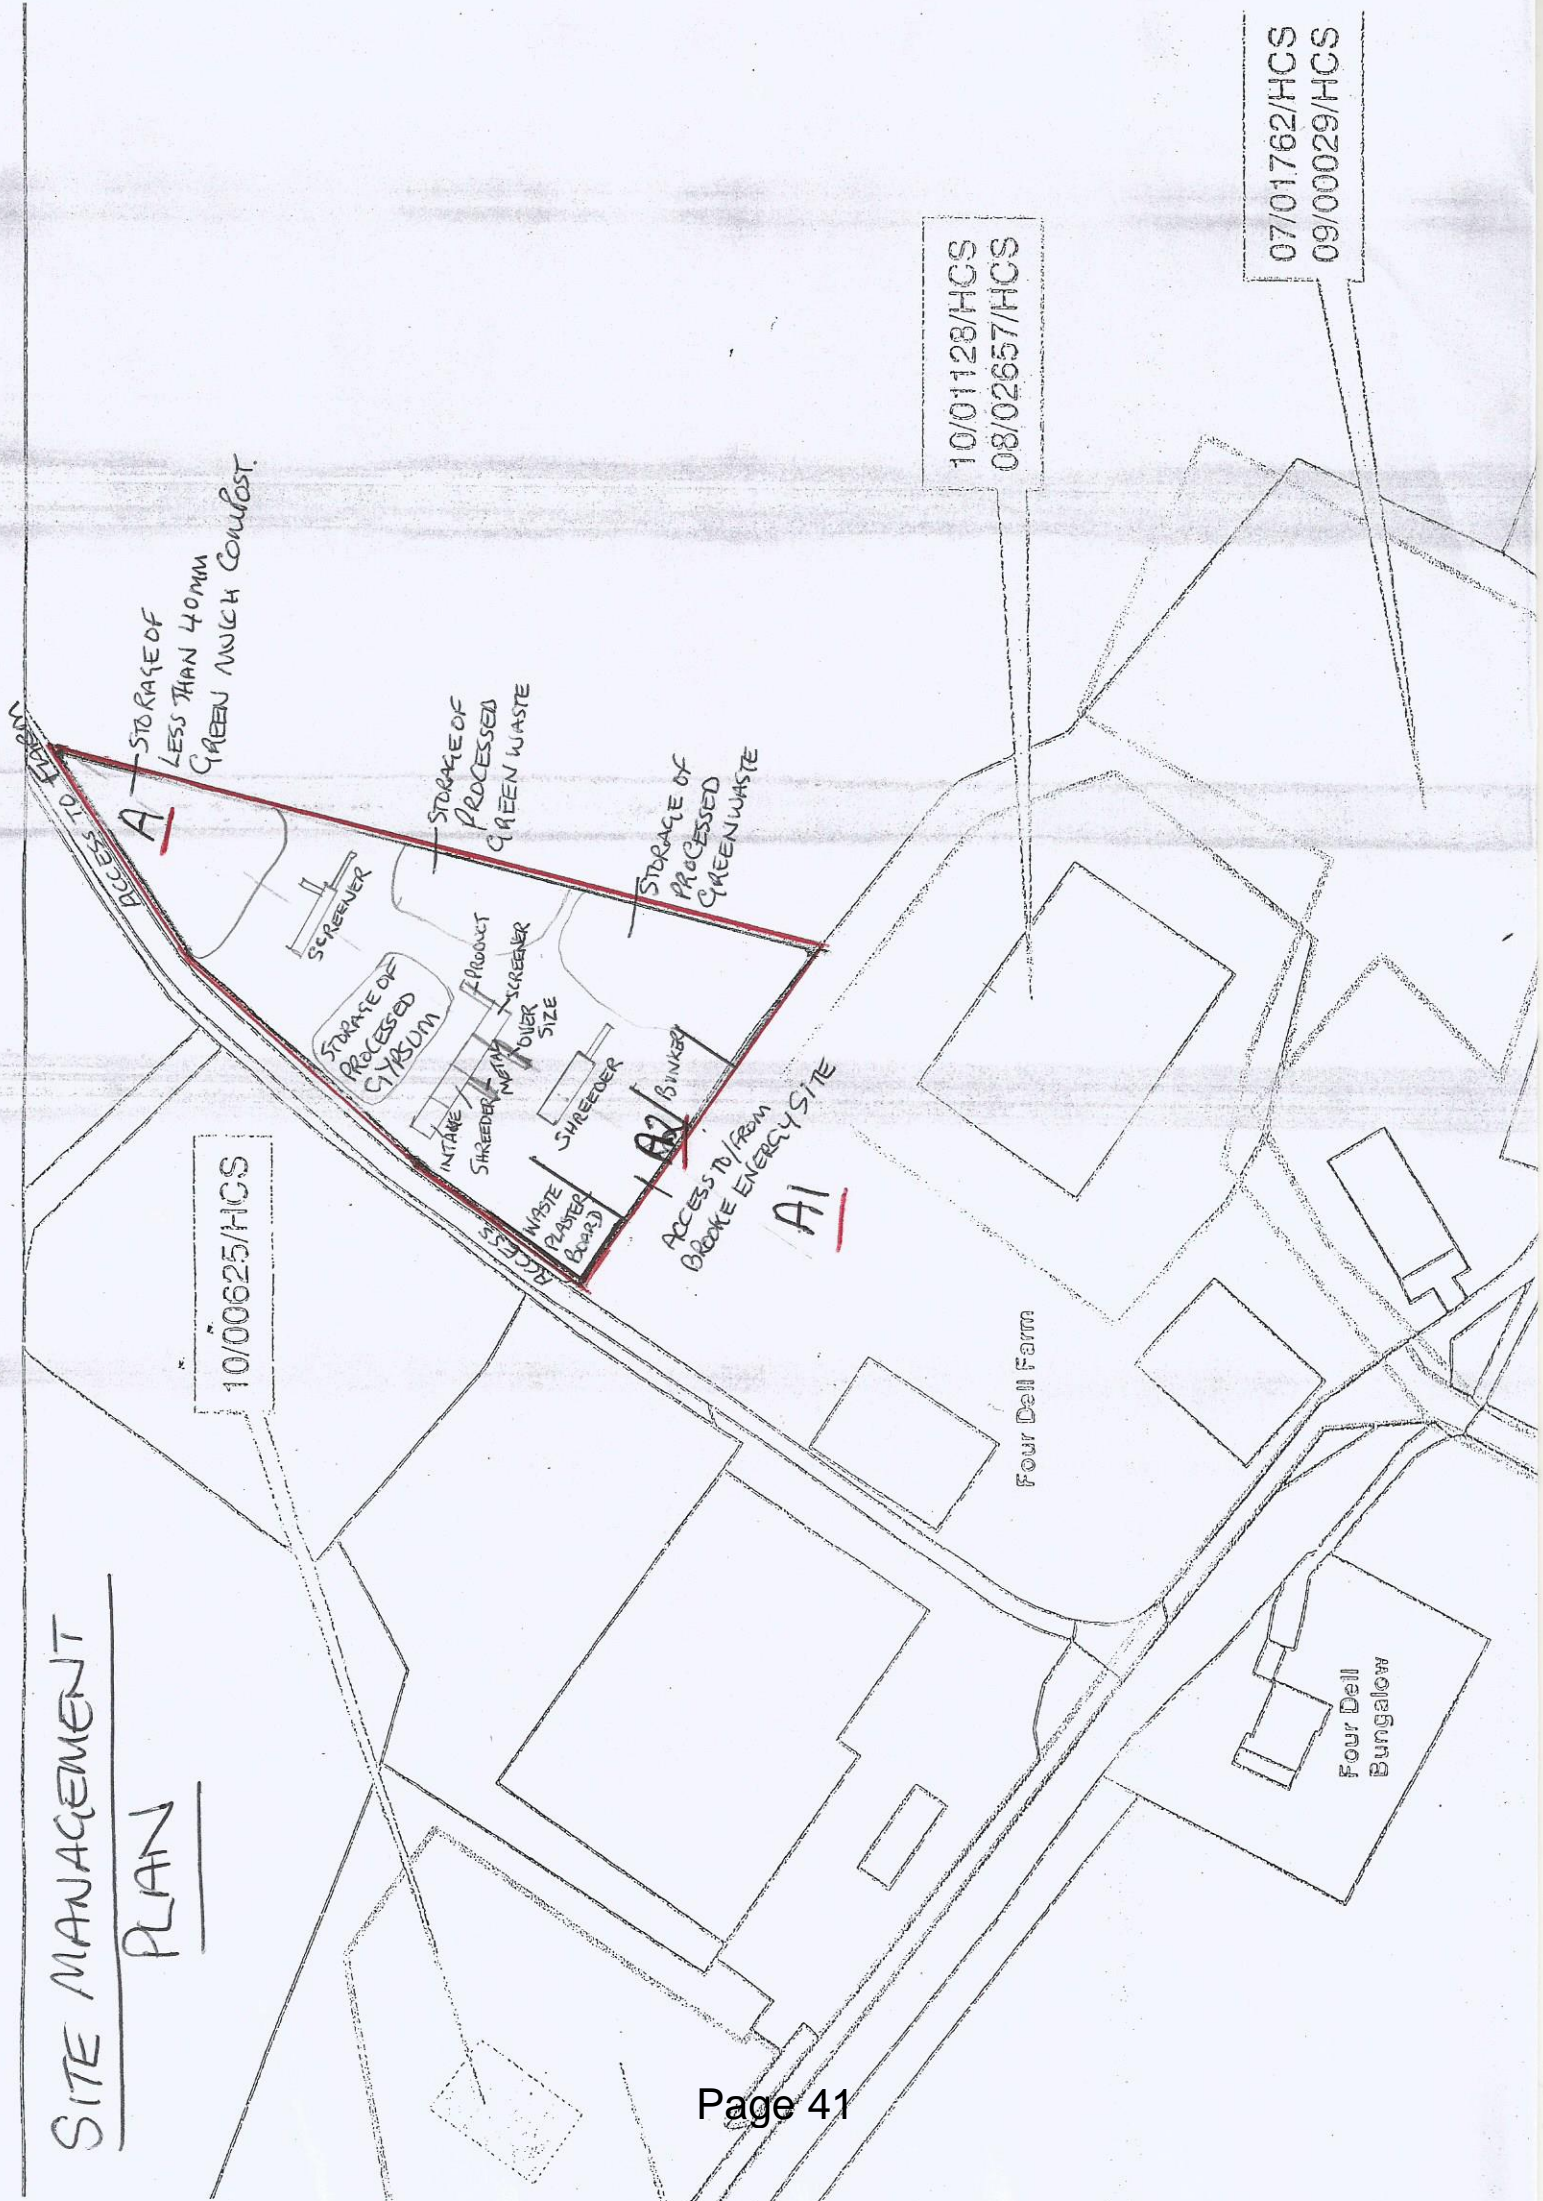 SITE MANAGEMENT
PLAN
10/00625/HCS
ACCESS TO FARM
ACCESS
A
STORAGE OF
LESS THAN 40MM
GREEN MULCH COMPOST.
SCREENER
STORAGE OF
PROCESSED
GYPSUM
STORAGE OF
PROCESSED
GREEN WASTE
INTAKE
SHREEDER
METAL
OVER
SIZE
SCREENER
PRODUCT
STORAGE OF
PROCESSED
GREENWASTE
SHREEDER
WASTE
PLASTER
BOARD
A2
BUNKER
ACCESS TO/FROM
BROOKE ENERGY SITE
A1
10/01128/HCS
08/02657/HCS
07/01762/HCS
09/00029/HCS
Four Dell Farm
Four Dell
Bungalow
Page 41